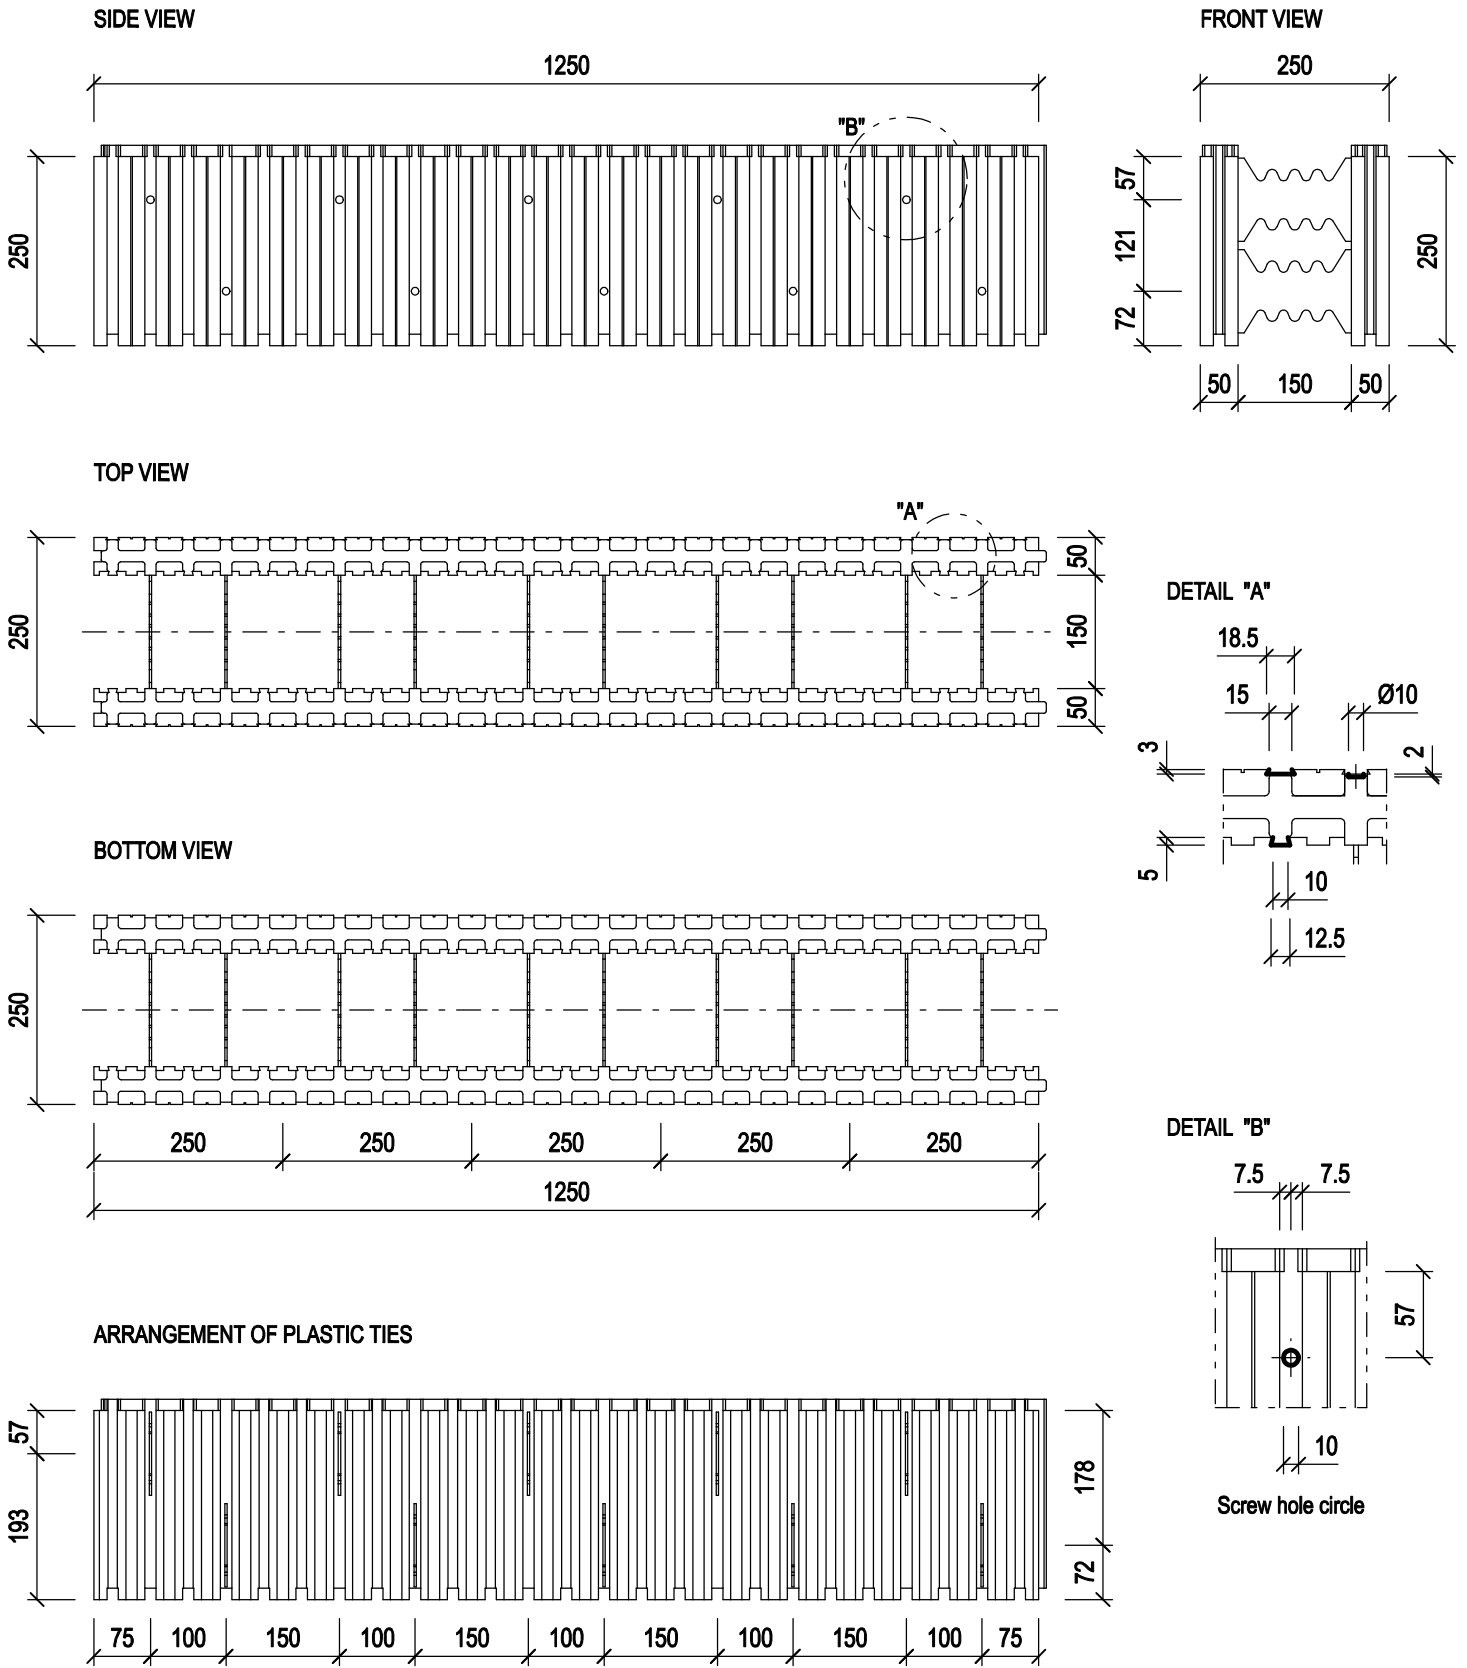 SIDE VIEW
FRONT VIEW
1250
250
"B"
250
57
121
72
250
50 150 50
TOP VIEW
"A"
250
50
150
50
DETAIL "A"
18.5
15 Ø10
3
2
5
10
12.5
BOTTOM VIEW
250
250 250 250 250 250
1250
DETAIL "B"
7.5 7.5
57
10
Screw hole circle
ARRANGEMENT OF PLASTIC TIES
57
193
178
72
75 100 150 100 150 100 150 100 150 100 75